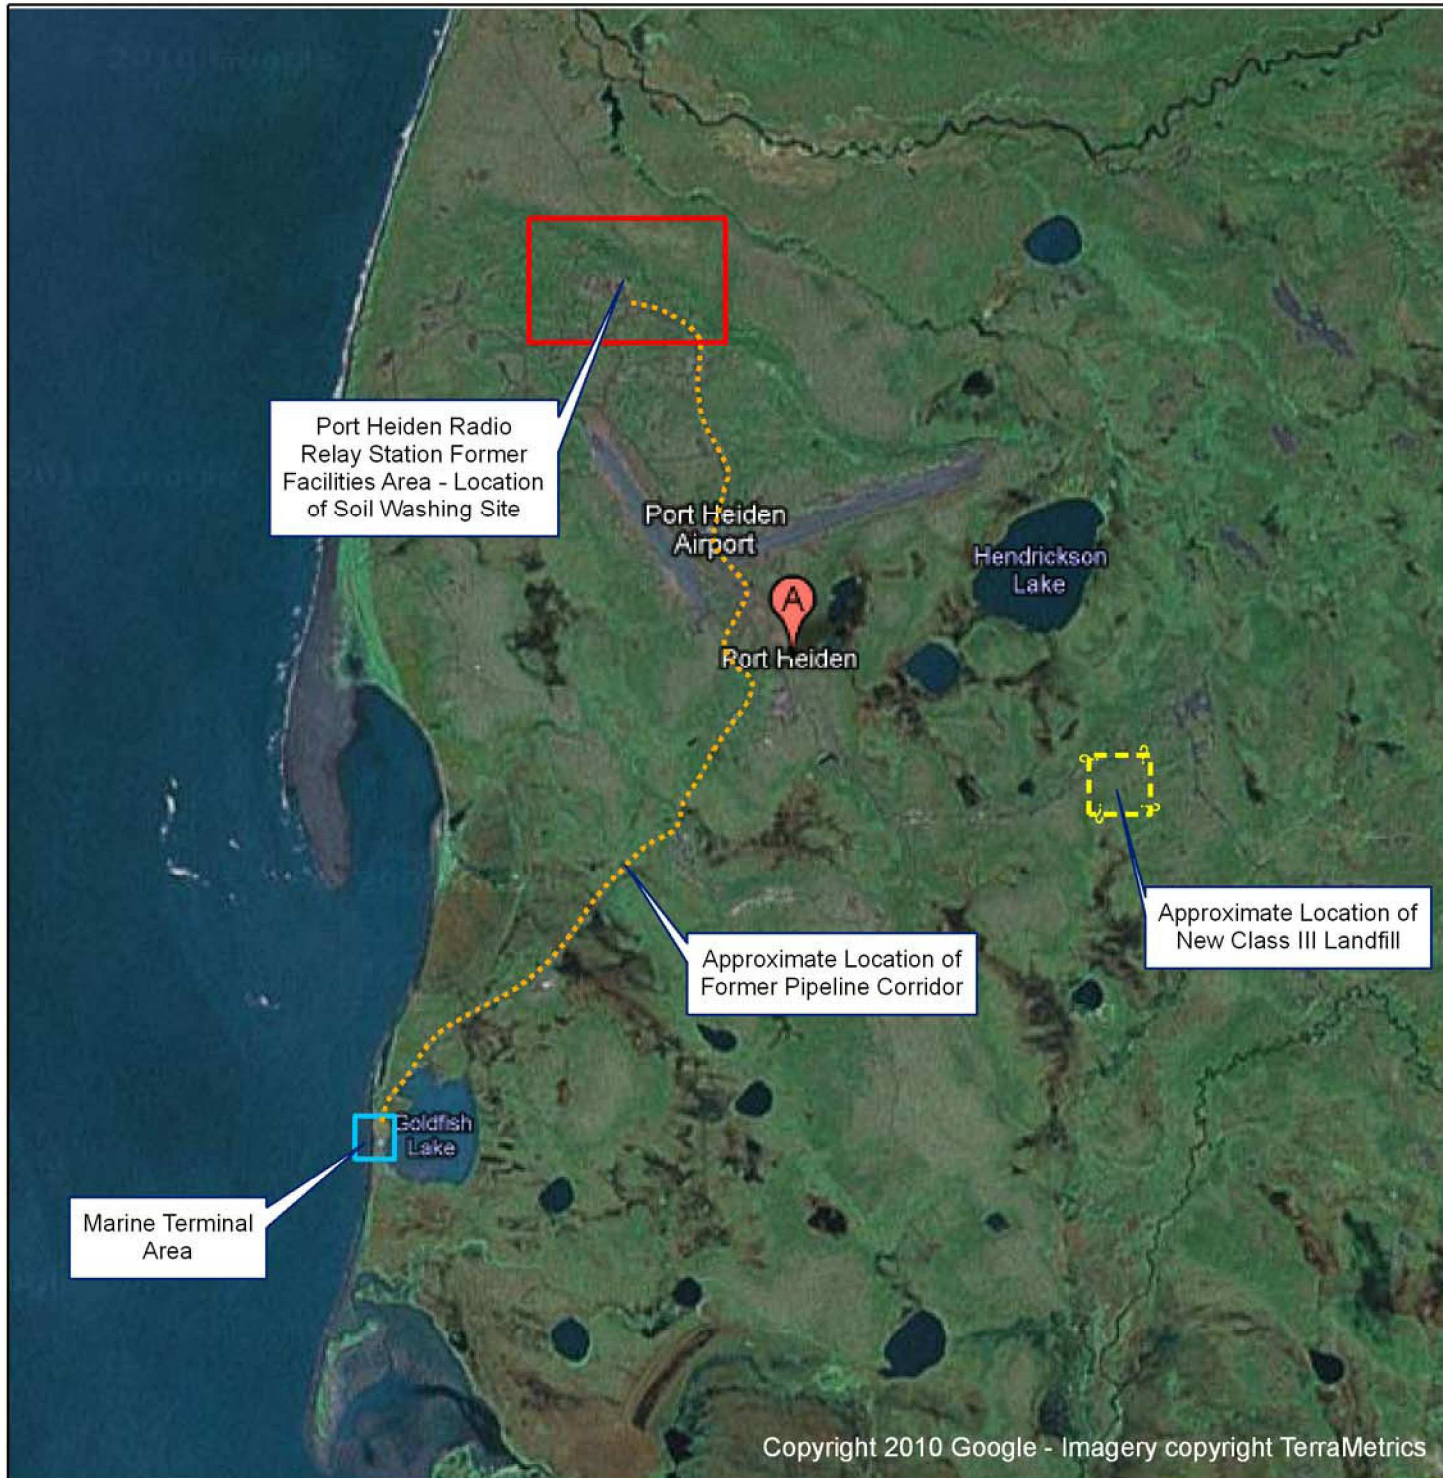 Port Heiden Radio
Relay Station Former
Facilities Area - Location
of Soil Washing Site
Port Heiden
Airport
Hendrickson
Lake
A
Port Heiden
Approximate Location of
New Class III Landfill
Approximate Location of
Former Pipeline Corridor
Goldfish
Lake
Marine Terminal
Area
Copyright 2010 Google - Imagery copyright TerraMetrics